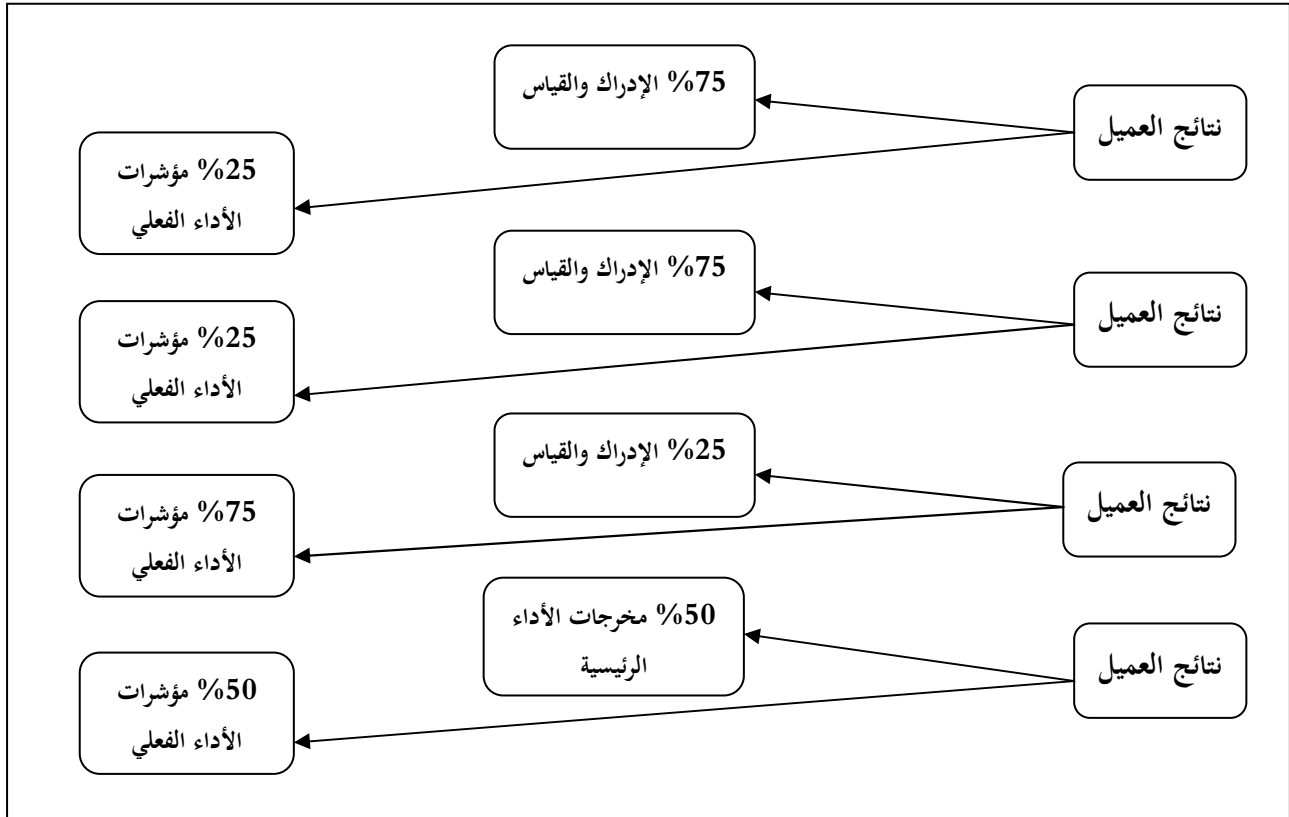 نتائج العميل
%75 الإدراك والقياس
%25 مؤشرات
الأداء الفعلي
نتائج العميل
%75 الإدراك والقياس
%25 مؤشرات
الأداء الفعلي
نتائج العميل
%25 الإدراك والقياس
%75 مؤشرات
الأداء الفعلي
نتائج العميل
%50 مخرجات الأداء
الرئيسية
%50 مؤشرات
الأداء الفعلي